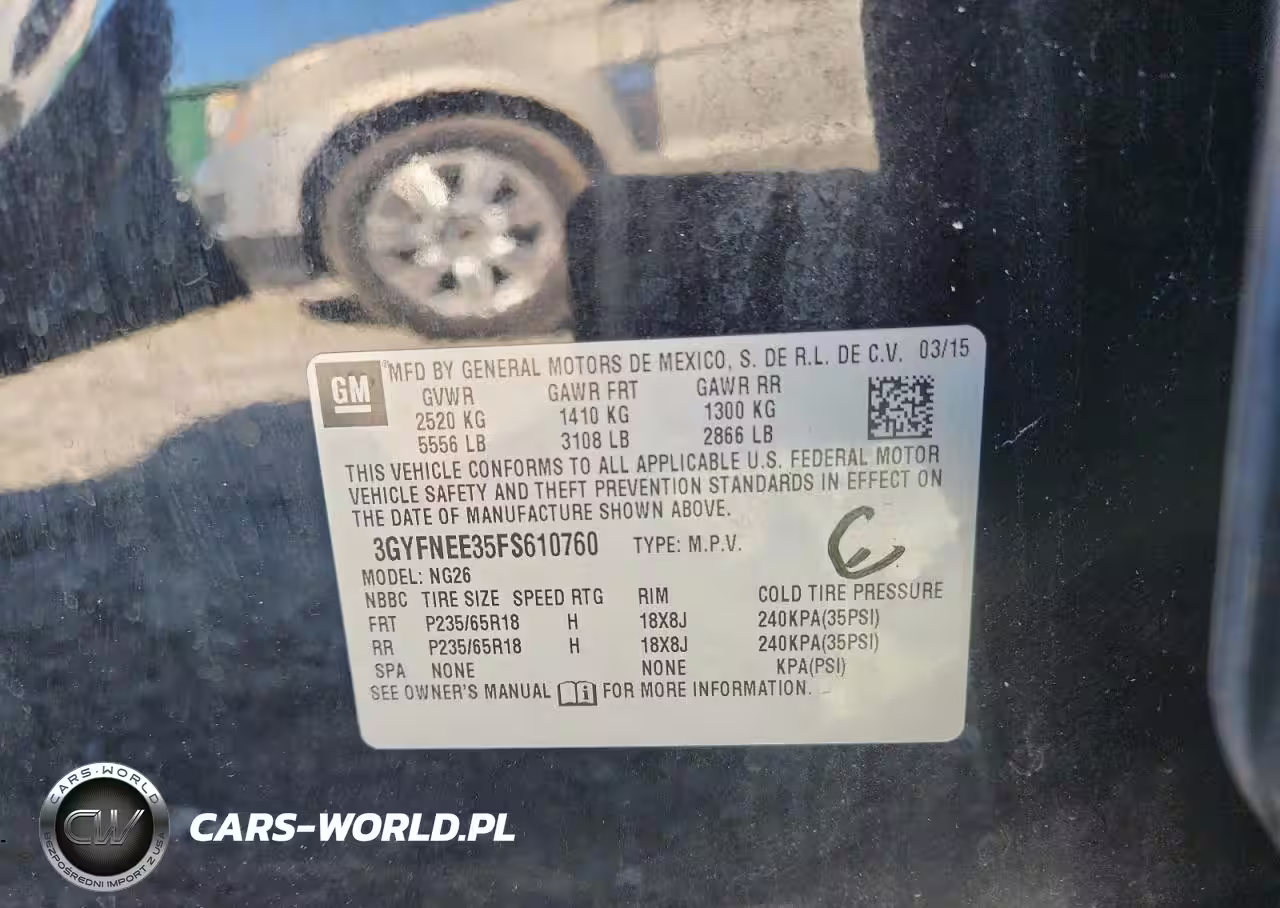 GM
MFD BY GENERAL MOTORS DE MEXICO, S. DE R.L. DE C.V. 03/15
GVWR GAWR FRT GAWR RR
2520 KG 1410 KG 1300 KG
5556 LB 3108 LB 2866 LB
THIS VEHICLE CONFORMS TO ALL APPLICABLE U.S. FEDERAL MOTOR
VEHICLE SAFETY AND THEFT PREVENTION STANDARDS IN EFFECT ON
THE DATE OF MANUFACTURE SHOWN ABOVE.
3GYFNEE35FS610760 TYPE: M.P.V.
MODEL: NG26
NBBC TIRE SIZE SPEED RTG RIM COLD TIRE PRESSURE
FRT P235/65R18 H 18X8J 240KPA(35PSI)
RR P235/65R18 H 18X8J 240KPA(35PSI)
SPA NONE NONE KPA(PSI)
SEE OWNER'S MANUAL FOR MORE INFORMATION.
CARS-WORLD
CW
BEZPOŚREDNI IMPORT Z USA
CARS-WORLD.PL